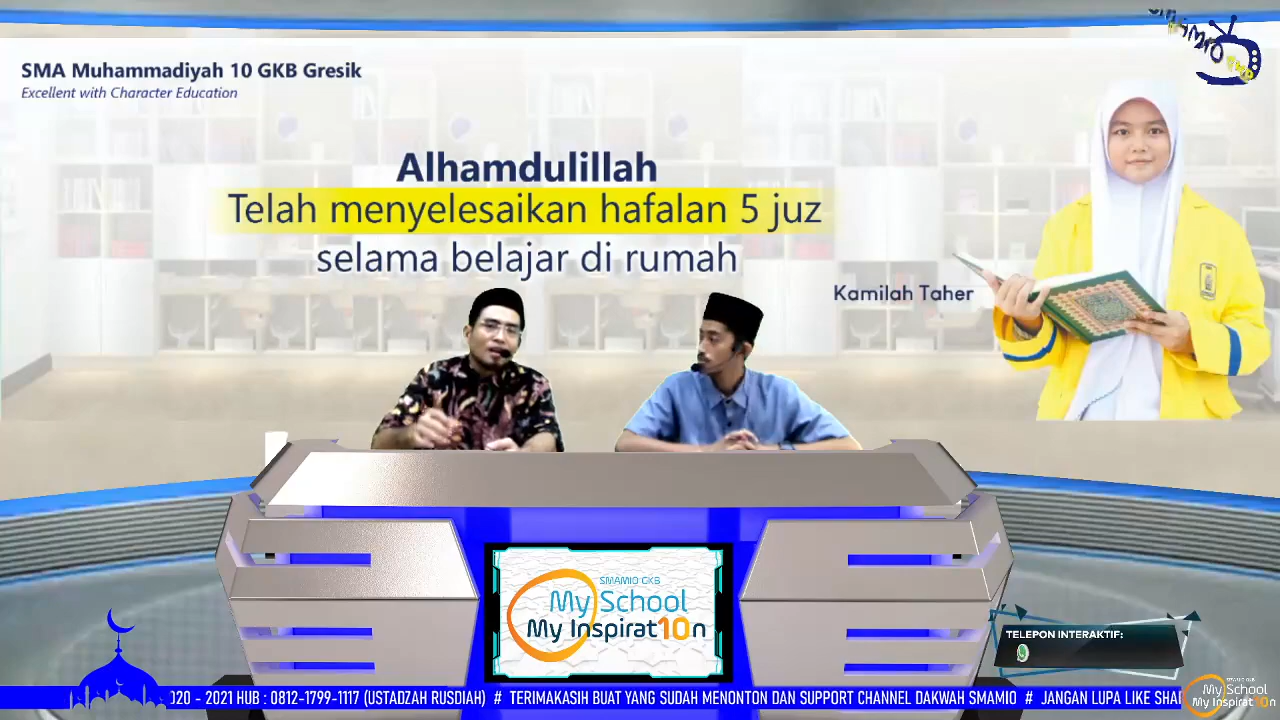 SMA Muhammadiyah 10 GKB Gresik
Excellent with Character Education
Alhamdulillah
Telah menyelesaikan hafalan 5 juz
selama belajar di rumah
Kamilah Taher
SMAMIO GKB
My School
My Inspirat10n
TELEPON INTERAKTIF:
020 - 2021 HUB : 0812-1799-1117 (USTADZAH RUSDIAH) # TERIMAKASIH BUAT YANG SUDAH MENONTON DAN SUPPORT CHANNEL DAKWAH SMAMIO # JANGAN LUPA LIKE SHA
SMAMIO GKB
My School
My Inspirat10n